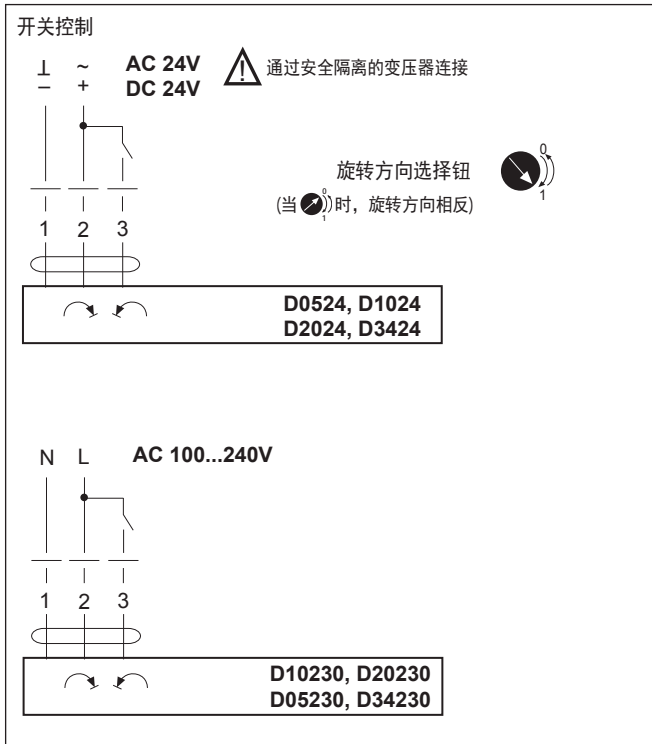 开关控制
⊥ ~ AC 24V 通过安全隔离的变压器连接
− + DC 24V
旋转方向选择钮 0 1
(当 0 1 时，旋转方向相反)
1 2 3
D0524, D1024
D2024, D3424
N L AC 100...240V
1 2 3
D10230, D20230
D05230, D34230